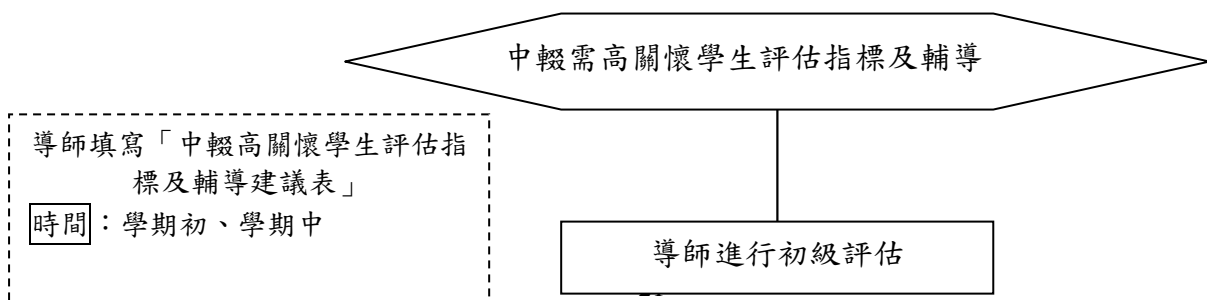 中輟需高關懷學生評估指標及輔導
導師填寫「中輟高關懷學生評估指
標及輔導建議表」
時間：學期初、學期中
導師進行初級評估